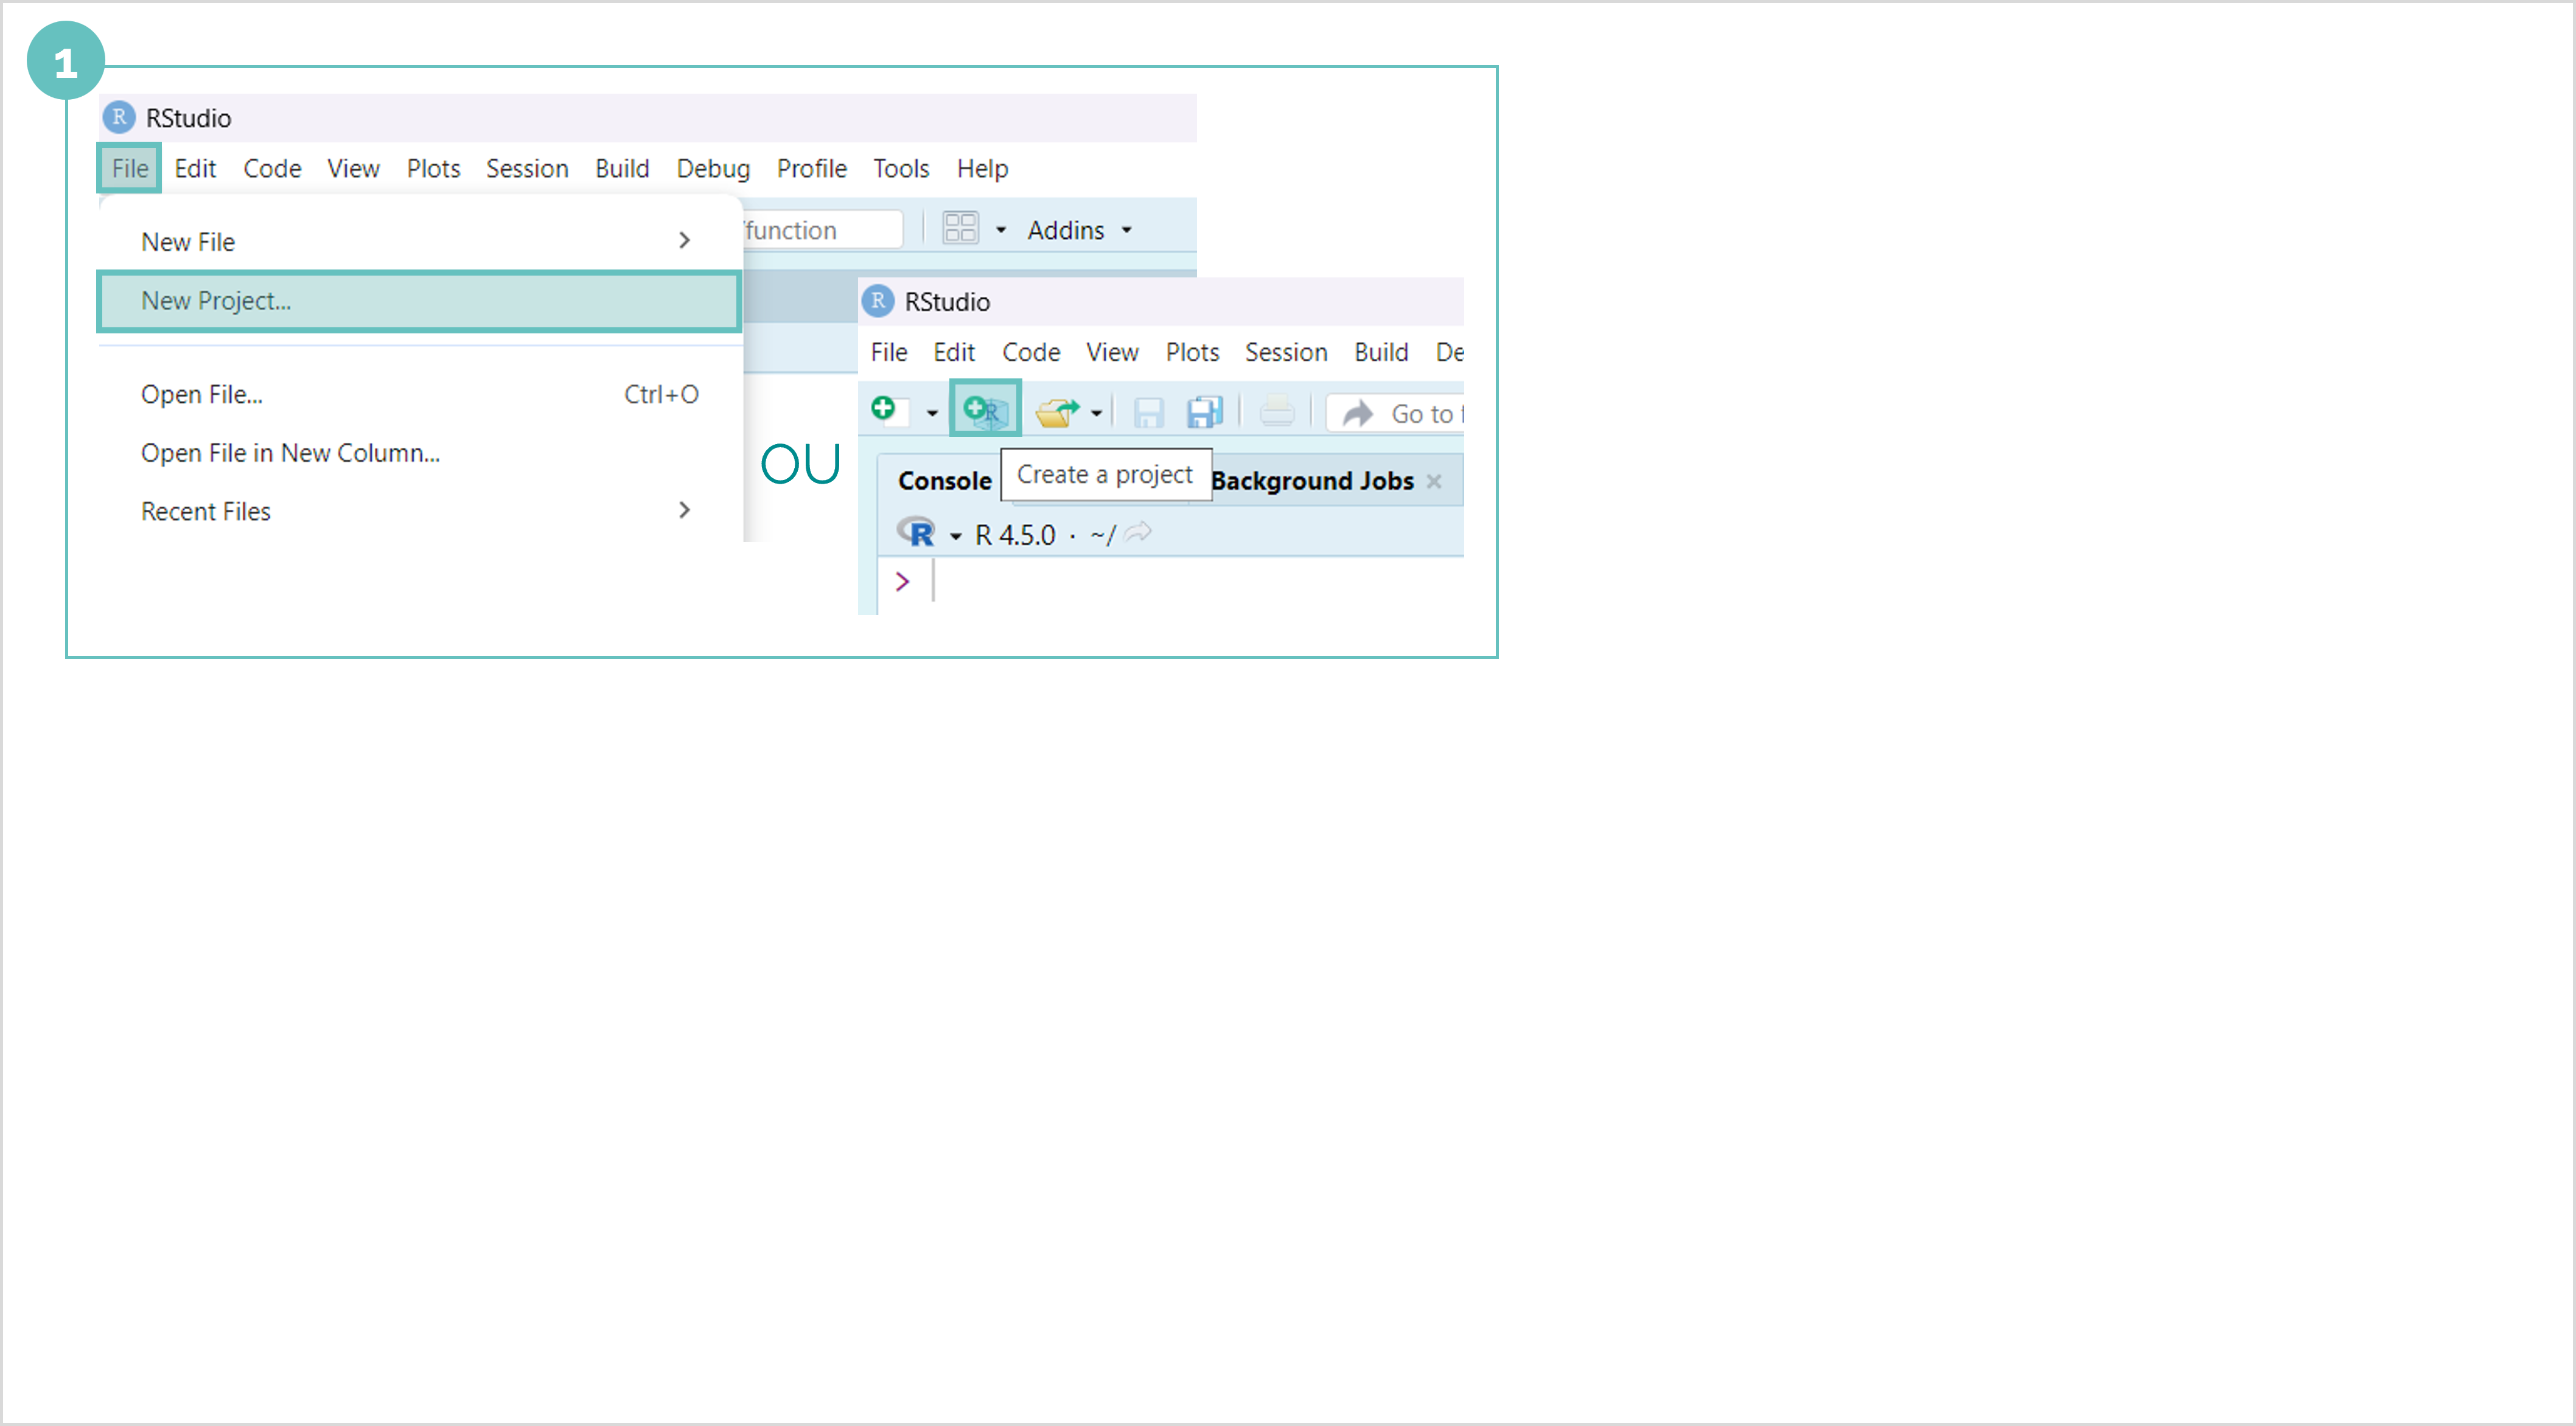 1
RStudio
File Edit Code View Plots Session Build Debug Profile Tools Help
/function Addins
New File
New Project...
Open File... Ctrl+O
Open File in New Column...
Recent Files
OU
RStudio
File Edit Code View Plots Session Build De
Go to f
Console Create a project Background Jobs
R 4.5.0 · ~/
>